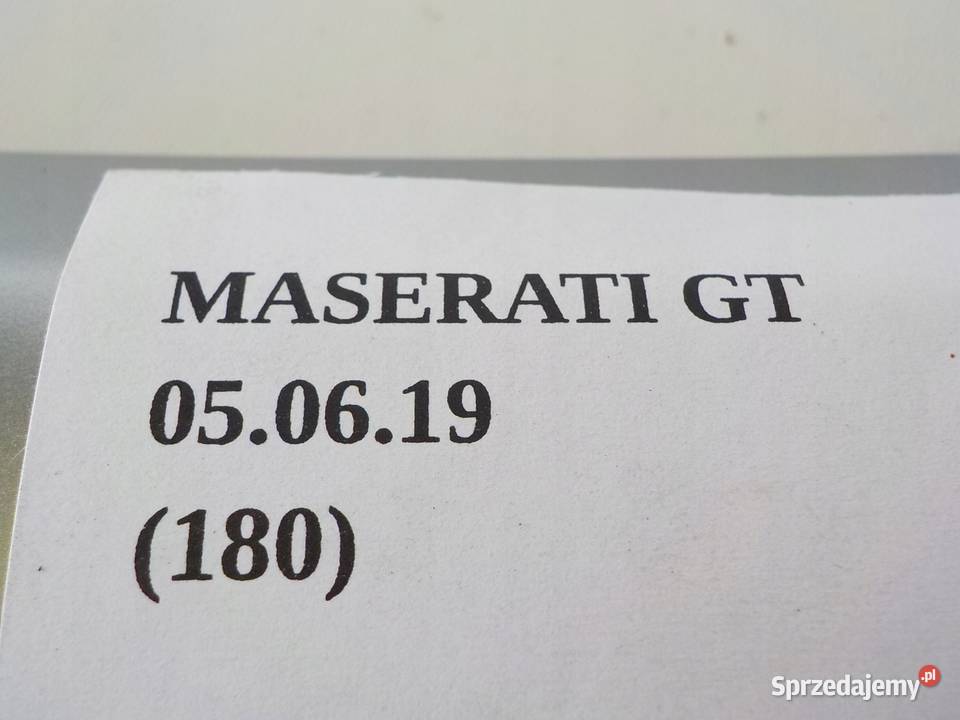 MASERATI GT
05.06.19
(180)
Sprzedajemy.pl